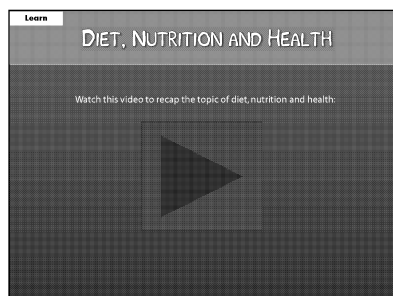 Learn
Diet, Nutrition and Health
Watch this video to recap the topic of diet, nutrition and health: